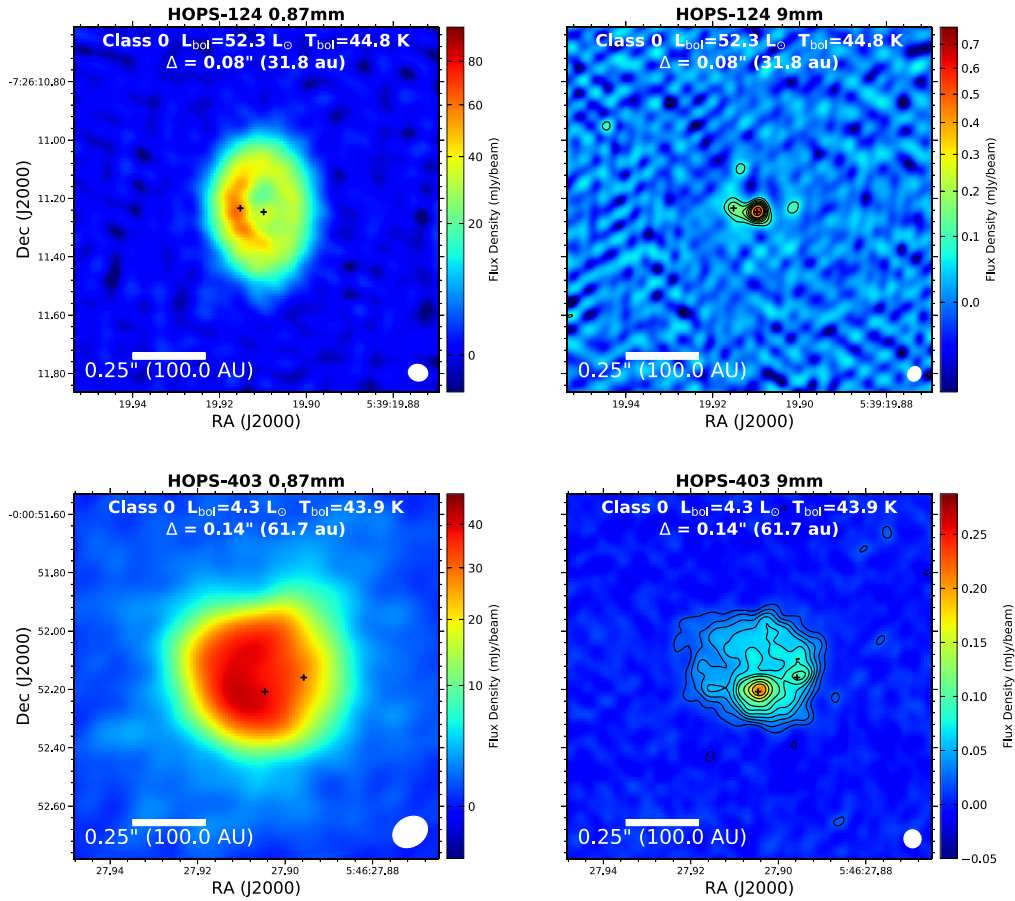 HOPS-124 0.87mm
Class 0 L_bol=52.3 L_⊙ T_bol=44.8 K
Δ = 0.08" (31.8 au)
-7:26:10.80
11.00
11.20
11.40
11.60
11.80
Dec (J2000)
0.25" (100.0 AU)
19.94
19.92
19.90
5:39:19.88
RA (J2000)
80
60
40
20
0
Flux Density (mJy/beam)
HOPS-124 9mm
Class 0 L_bol=52.3 L_⊙ T_bol=44.8 K
Δ = 0.08" (31.8 au)
0.25" (100.0 AU)
19.94
19.92
19.90
5:39:19.88
RA (J2000)
0.7
0.6
0.5
0.4
0.3
0.2
0.1
0.0
Flux Density (mJy/beam)
HOPS-403 0.87mm
Class 0 L_bol=4.3 L_⊙ T_bol=43.9 K
Δ = 0.14" (61.7 au)
-0:00:51.60
51.80
52.00
52.20
52.40
52.60
Dec (J2000)
0.25" (100.0 AU)
27.94
27.92
27.90
5:46:27.88
RA (J2000)
40
30
20
10
0
Flux Density (mJy/beam)
HOPS-403 9mm
Class 0 L_bol=4.3 L_⊙ T_bol=43.9 K
Δ = 0.14" (61.7 au)
0.25" (100.0 AU)
27.94
27.92
27.90
5:46:27.88
RA (J2000)
0.25
0.20
0.15
0.10
0.05
0.00
−0.05
Flux Density (mJy/beam)